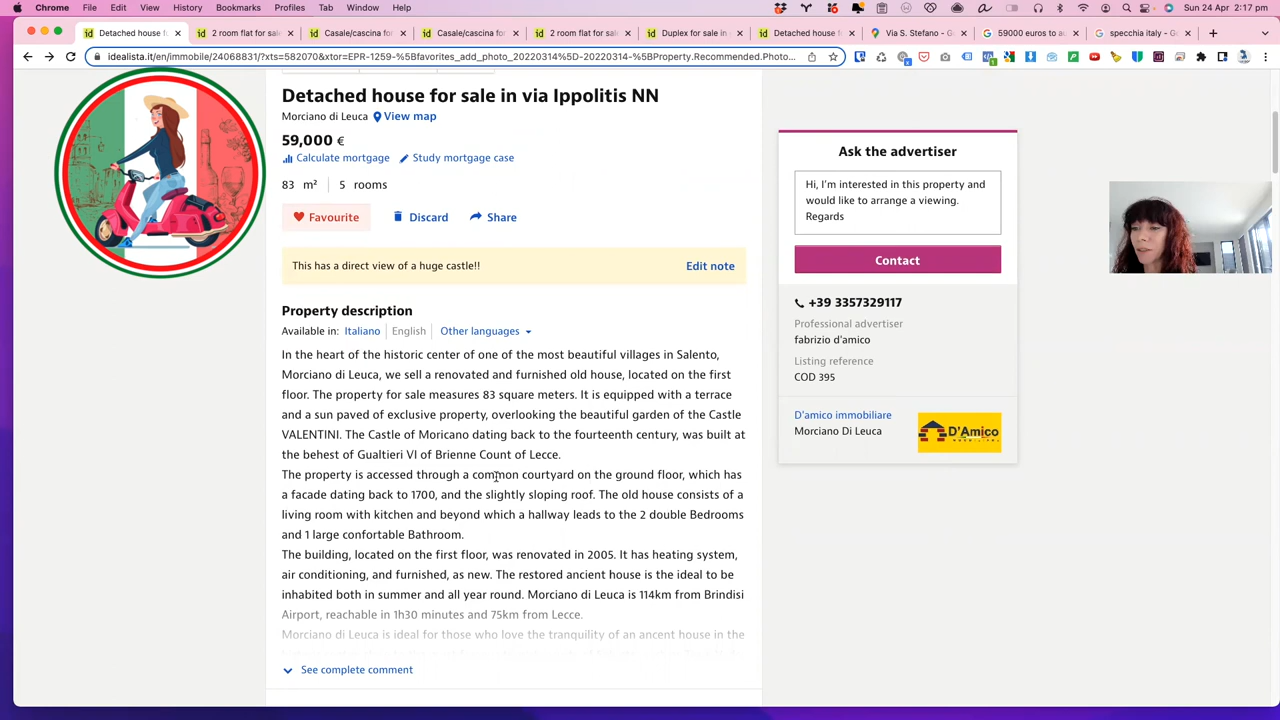 Chrome File Edit View History Bookmarks Profiles Tab Window Help
Sun 24 Apr 2:17 pm
Detached house fo
2 room flat for sale
Casale/cascina for
Casale/cascina for
2 room flat for sale
Duplex for sale in
Detached house f
Via S. Stefano - Go
59000 euros to au
specchia italy - Go
idealista.it/en/immobile/24068831/?xts=582070&xtor=EPR-1259-%5Bfavorites_add_photo_20220314%5D-20220314-%5BProperty.Recommended.Photo...
Detached house for sale in via Ippolitis NN
Morciano di Leuca View map
59,000 €
Calculate mortgage Study mortgage case
83 m² 5 rooms
Favourite Discard Share
This has a direct view of a huge castle!! Edit note
Property description
Available in: Italiano English Other languages
In the heart of the historic center of one of the most beautiful villages in Salento,
Morciano di Leuca, we sell a renovated and furnished old house, located on the first
floor. The property for sale measures 83 square meters. It is equipped with a terrace
and a sun paved of exclusive property, overlooking the beautiful garden of the Castle
VALENTINI. The Castle of Moricano dating back to the fourteenth century, was built at
the behest of Gualtieri VI of Brienne Count of Lecce.
The property is accessed through a common courtyard on the ground floor, which has
a facade dating back to 1700, and the slightly sloping roof. The old house consists of a
living room with kitchen and beyond which a hallway leads to the 2 double Bedrooms
and 1 large confortable Bathroom.
The building, located on the first floor, was renovated in 2005. It has heating system,
air conditioning, and furnished, as new. The restored ancient house is the ideal to be
inhabited both in summer and all year round. Morciano di Leuca is 114km from Brindisi
Airport, reachable in 1h30 minutes and 75km from Lecce.
Morciano di Leuca is ideal for those who love the tranquility of an ancent house in the
See complete comment
Ask the advertiser
Hi, I'm interested in this property and
would like to arrange a viewing.
Regards
Contact
+39 3357329117
Professional advertiser
fabrizio d'amico
Listing reference
COD 395
D'amico immobiliare
Morciano Di Leuca
D'AMICO